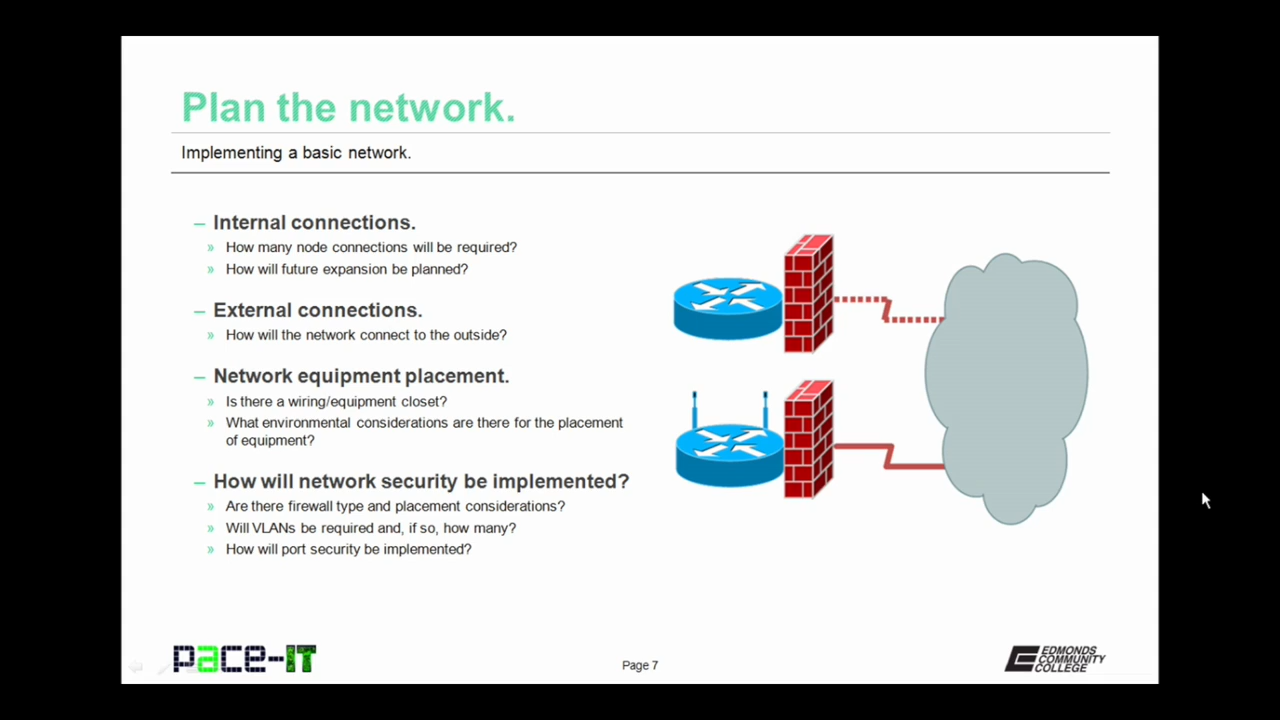 Plan the network.
Implementing a basic network.
– Internal connections.
» How many node connections will be required?
» How will future expansion be planned?
– External connections.
» How will the network connect to the outside?
– Network equipment placement.
» Is there a wiring/equipment closet?
» What environmental considerations are there for the placement
of equipment?
– How will network security be implemented?
» Are there firewall type and placement considerations?
» Will VLANs be required and, if so, how many?
» How will port security be implemented?
pace-IT
Page 7
EDMONDS
COMMUNITY
COLLEGE